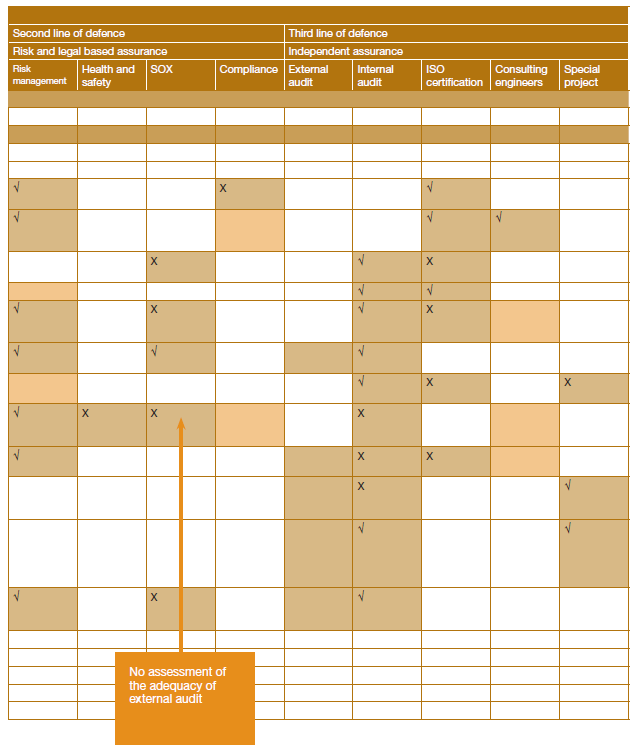 Second line of defence Third line of defence
Risk and legal based assurance Independent assurance
Risk management Health and safety SOX Compliance External audit Internal audit ISO certification Consulting engineers Special project
√ X √
√ √ √
X √ X
√ √
√ X √ X
√ √ √
√ X X
√ X X X
√ X X
X √
√ √
√ X √
No assessment of
the adequacy of
external audit